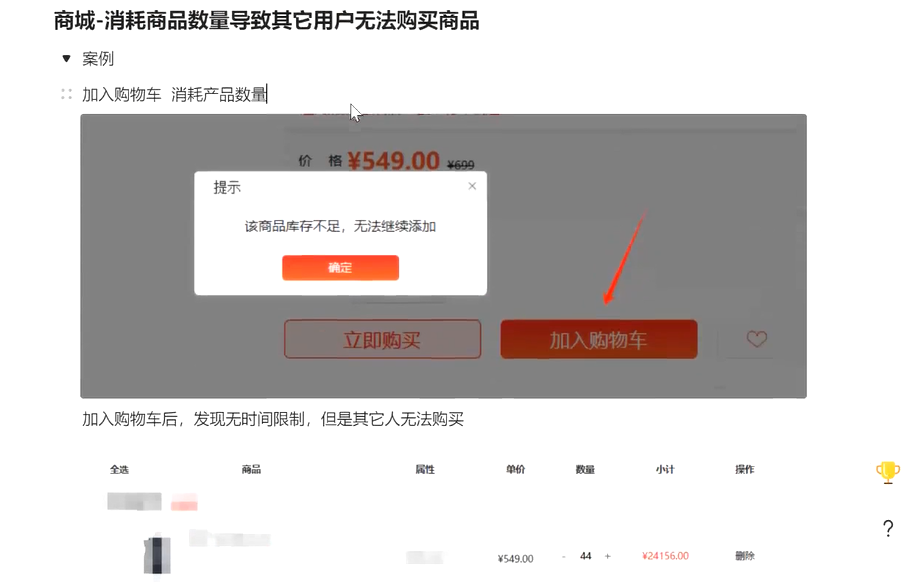 商城-消耗商品数量导致其它用户无法购买商品
案例
加入购物车 消耗产品数量
价 格 ¥549.00 ¥699
提示
该商品库存不足，无法继续添加
确定
立即购买 加入购物车
加入购物车后，发现无时间限制，但是其它人无法购买
全选 商品 属性 单价 数量 小计 操作
¥549.00 - 44 + ¥24156.00 删除
?